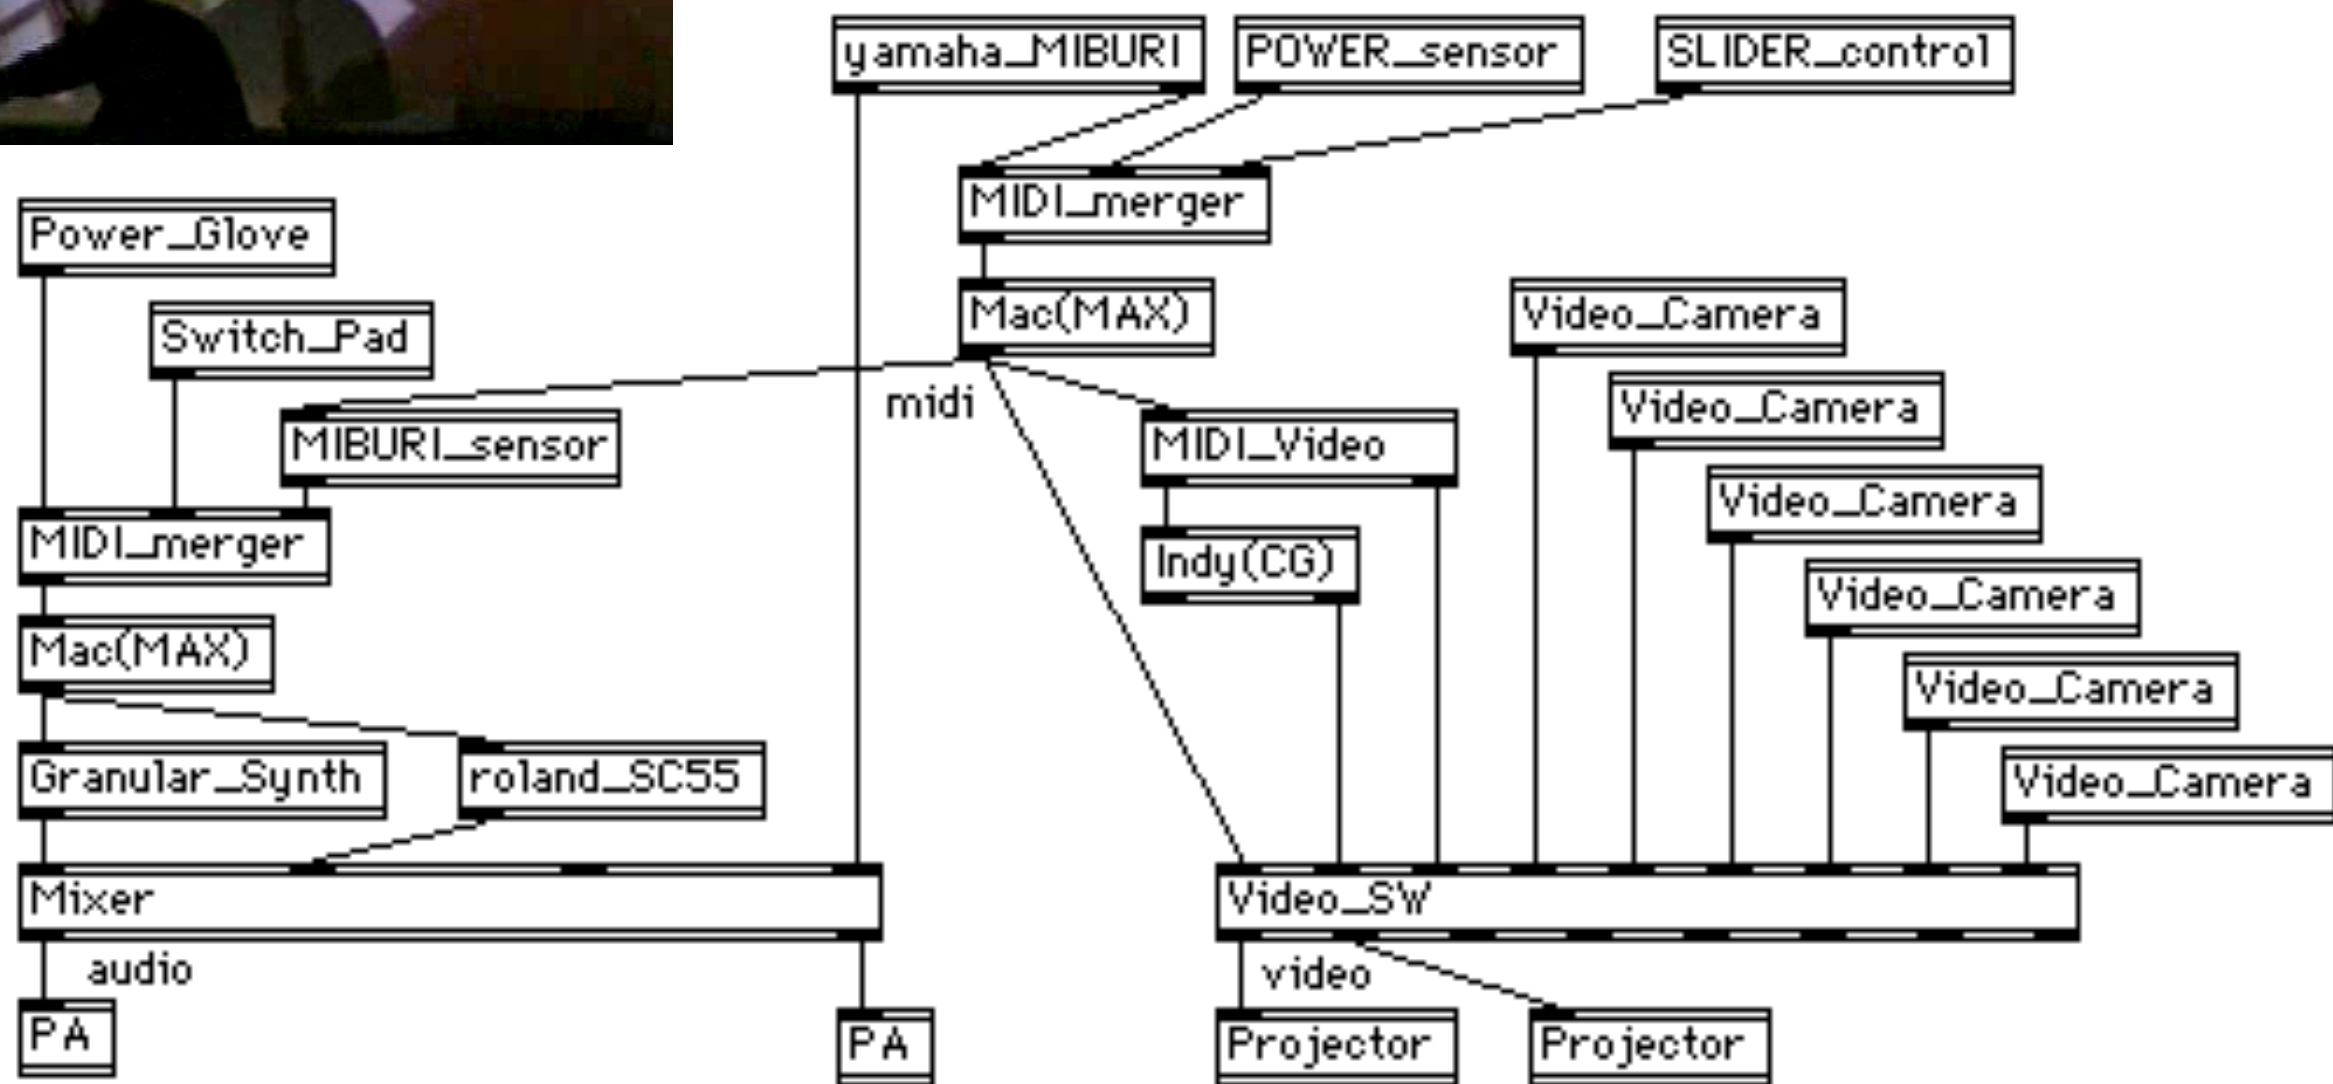 yamaha_MIBURI
POWER_sensor
SLIDER_control
MIDI_merger
Power_Glove
Mac(MAX)
Video_Camera
Switch_Pad
midi
Video_Camera
MIBURI_sensor
MIDI_Video
Video_Camera
MIDI_merger
Indy(CG)
Video_Camera
Mac(MAX)
Video_Camera
Granular_Synth
roland_SC55
Video_Camera
Mixer
Video_SW
audio
video
PA
PA
Projector
Projector